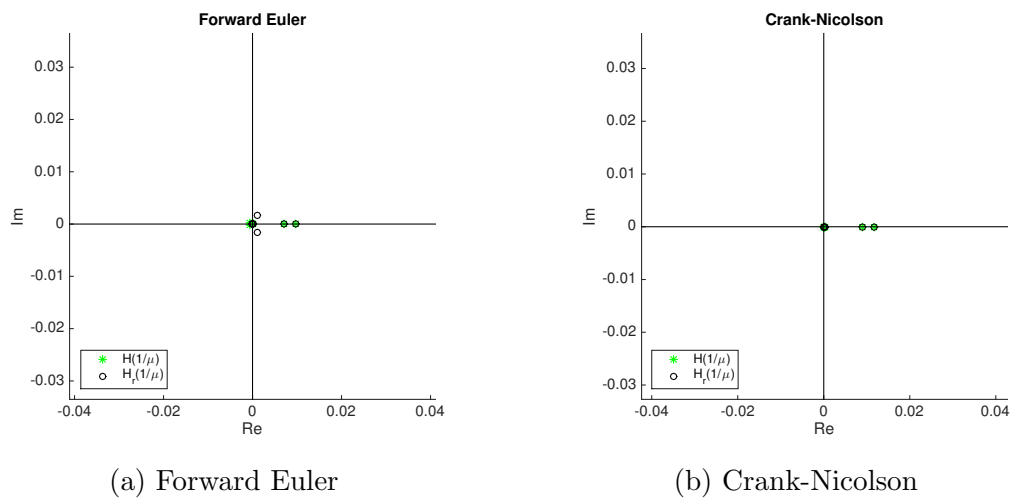 Forward Euler
0.03
0.02
0.01
0
-0.01
-0.02
-0.03
Im
-0.04
-0.02
0
0.02
0.04
Re
H(1/μ)
H_r(1/μ)
(a) Forward Euler
Crank-Nicolson
0.03
0.02
0.01
0
-0.01
-0.02
-0.03
Im
-0.04
-0.02
0
0.02
0.04
Re
H(1/μ)
H_r(1/μ)
(b) Crank-Nicolson